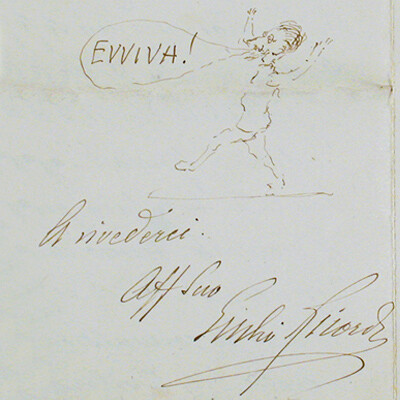 EVVIVA!
A rivederci.
Aff Suo
Giulio Ricordi